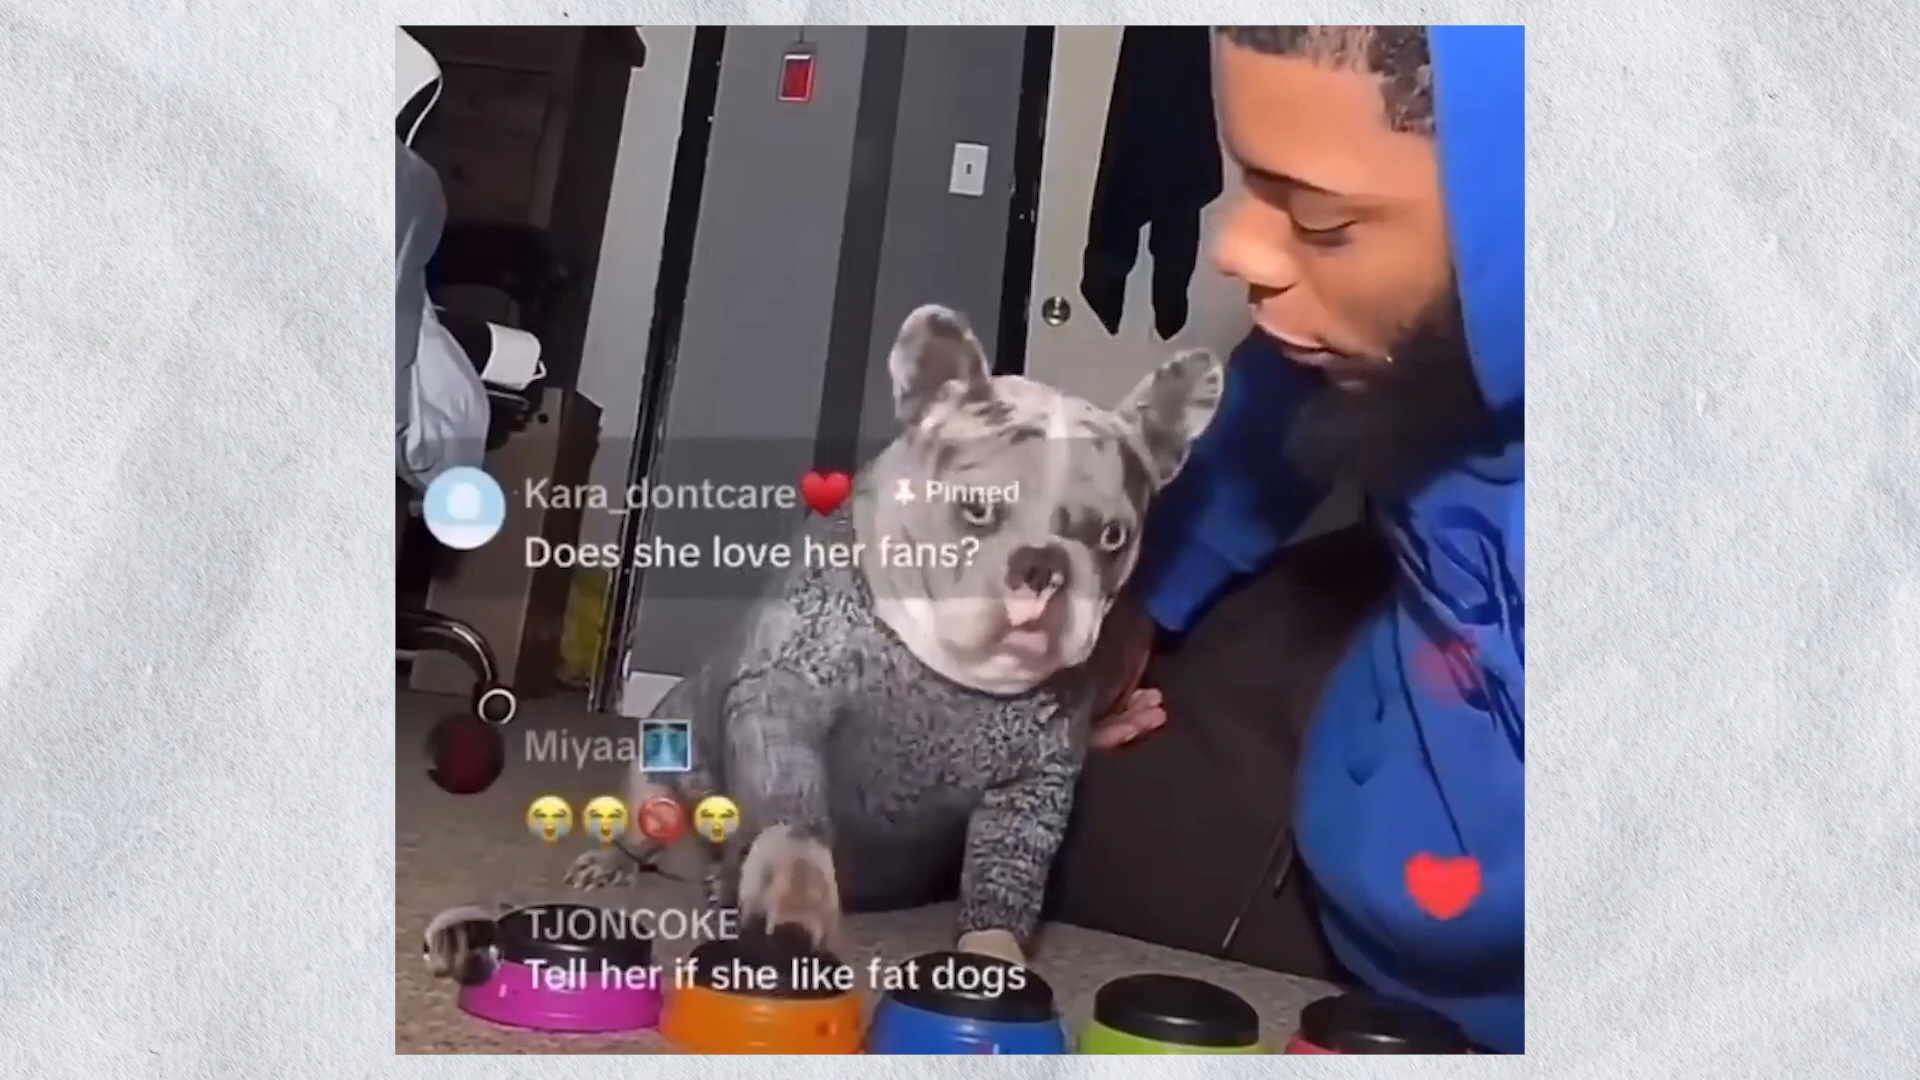 Kara_dontcare❤️ 📌 Pinned
Does she love her fans?
Miyaa🩻
😭😭🚫😭
TJONCOKE
Tell her if she like fat dogs